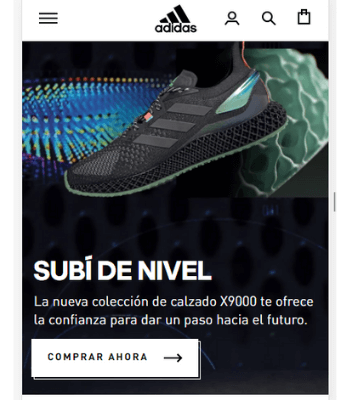 adidas
SUBÍ DE NIVEL
La nueva colección de calzado X9000 te ofrece
la confianza para dar un paso hacia el futuro.
COMPRAR AHORA